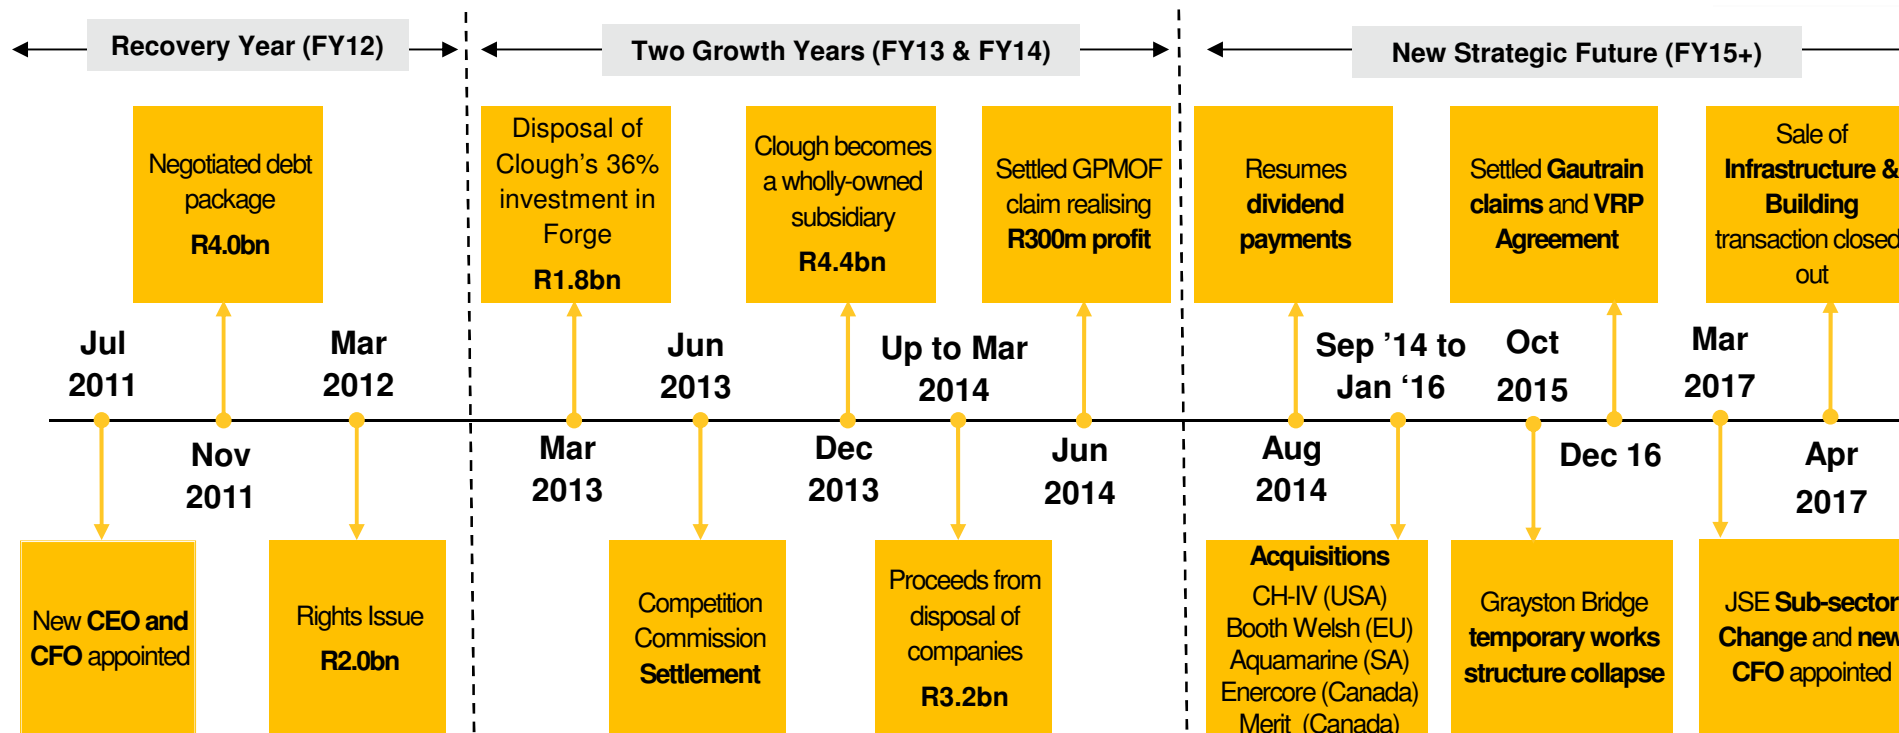 Recovery Year (FY12)
Two Growth Years (FY13 & FY14)
New Strategic Future (FY15+)
Negotiated debt
package
R4.0bn
Disposal of
Clough's 36%
investment in
Forge
R1.8bn
Clough becomes
a wholly-owned
subsidiary
R4.4bn
Settled GPMOF
claim realising
R300m profit
Resumes
dividend
payments
Settled Gautrain
claims and VRP
Agreement
Sale of
Infrastructure &
Building
transaction closed
out
Jul
2011
Mar
2012
Jun
2013
Up to Mar
2014
Sep ’14 to
Jan ‘16
Oct
2015
Mar
2017
Nov
2011
Mar
2013
Dec
2013
Jun
2014
Aug
2014
Dec 16
Apr
2017
New CEO and
CFO appointed
Rights Issue
R2.0bn
Competition
Commission
Settlement
Proceeds from
disposal of
companies
R3.2bn
Acquisitions
CH-IV (USA)
Booth Welsh (EU)
Aquamarine (SA)
Enercore (Canada)
Merit (Canada)
Grayston Bridge
temporary works
structure collapse
JSE Sub-sector
Change and new
CFO appointed